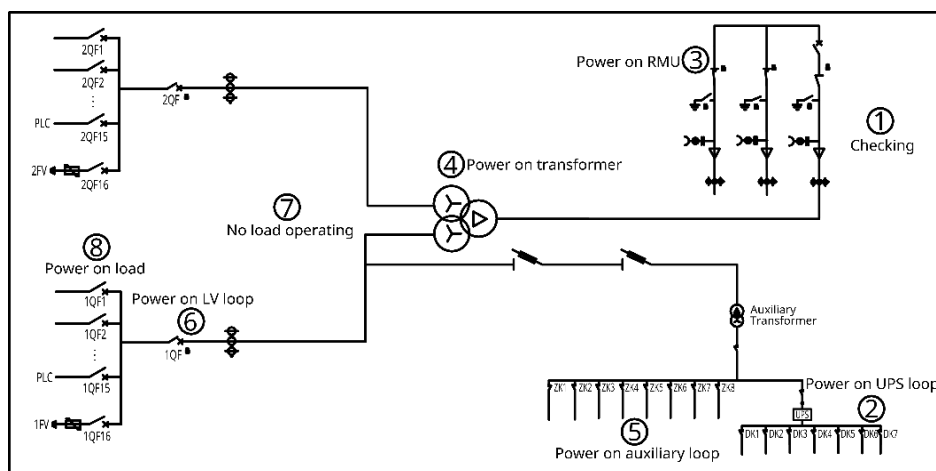 2QF1
2QF2
PLC
2QF15
2FV
2QF16
2QF
③
Power on RMU
①
Checking
④ Power on transformer
⑦
No load operating
⑧
Power on load
1QF1
1QF2
PLC
1QF15
1FV
1QF16
Power on LV loop
⑥
1QF
Auxiliary
Transformer
ZK1 ZK2 ZK3 ZK4 ZK5 ZK6 ZK7 ZK8
⑤
Power on auxiliary loop
Power on UPS loop
②
UPS
DK1 DK2 DK3 DK4 DK5 DK6 DK7